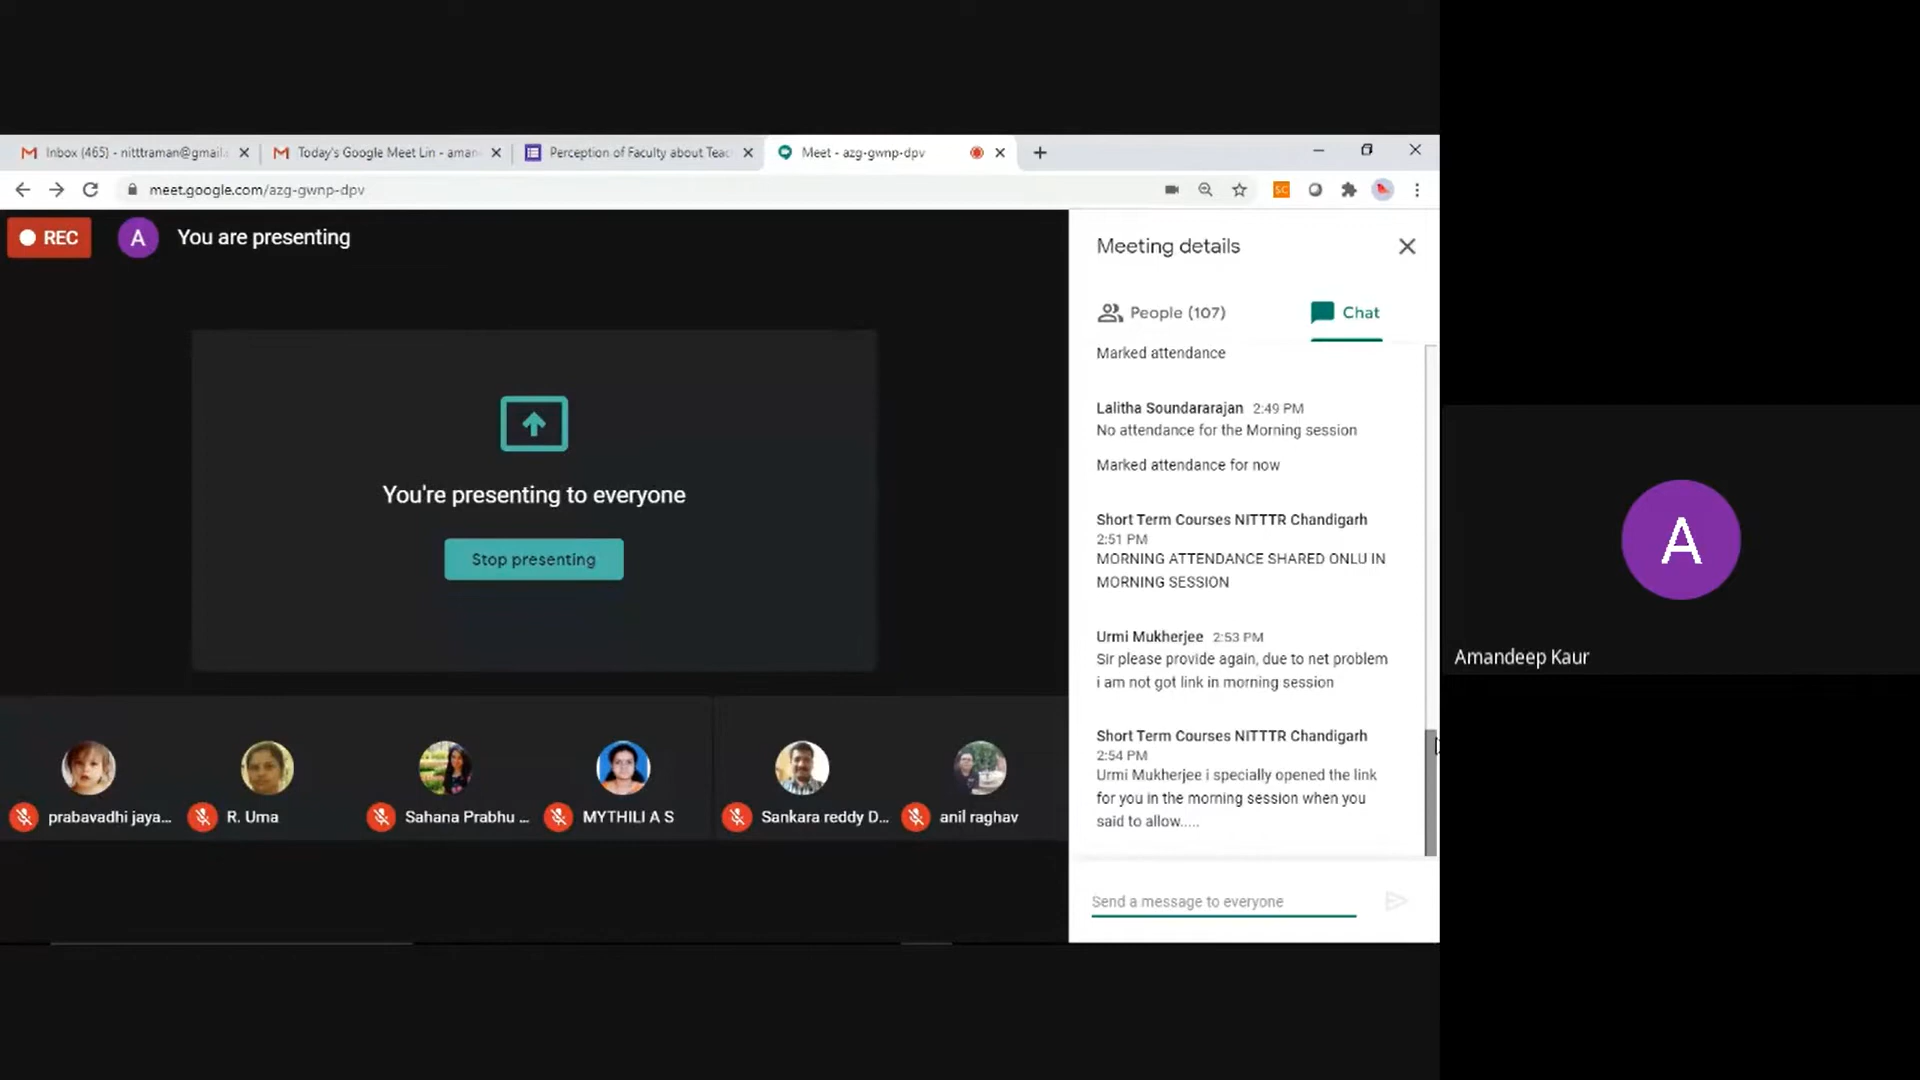 Inbox (465) - nitttraman@gmail.
Today's Google Meet Lin - aman
Perception of Faculty about Teac
Meet - azg-gwnp-dpv
meet.google.com/azg-gwnp-dpv
SC
REC
A
You are presenting
You're presenting to everyone
Stop presenting
prabavadhi jaya...
R. Uma
Sahana Prabhu ...
MYTHILI A S
Sankara reddy D...
anil raghav
Meeting details
People (107)
Chat
Marked attendance
Lalitha Soundararajan 2:49 PM
No attendance for the Morning session
Marked attendance for now
Short Term Courses NITTTR Chandigarh
2:51 PM
MORNING ATTENDANCE SHARED ONLU IN
MORNING SESSION
Urmi Mukherjee 2:53 PM
Sir please provide again, due to net problem
i am not got link in morning session
Short Term Courses NITTTR Chandigarh
2:54 PM
Urmi Mukherjee i specially opened the link
for you in the morning session when you
said to allow.....
Send a message to everyone
A
Amandeep Kaur